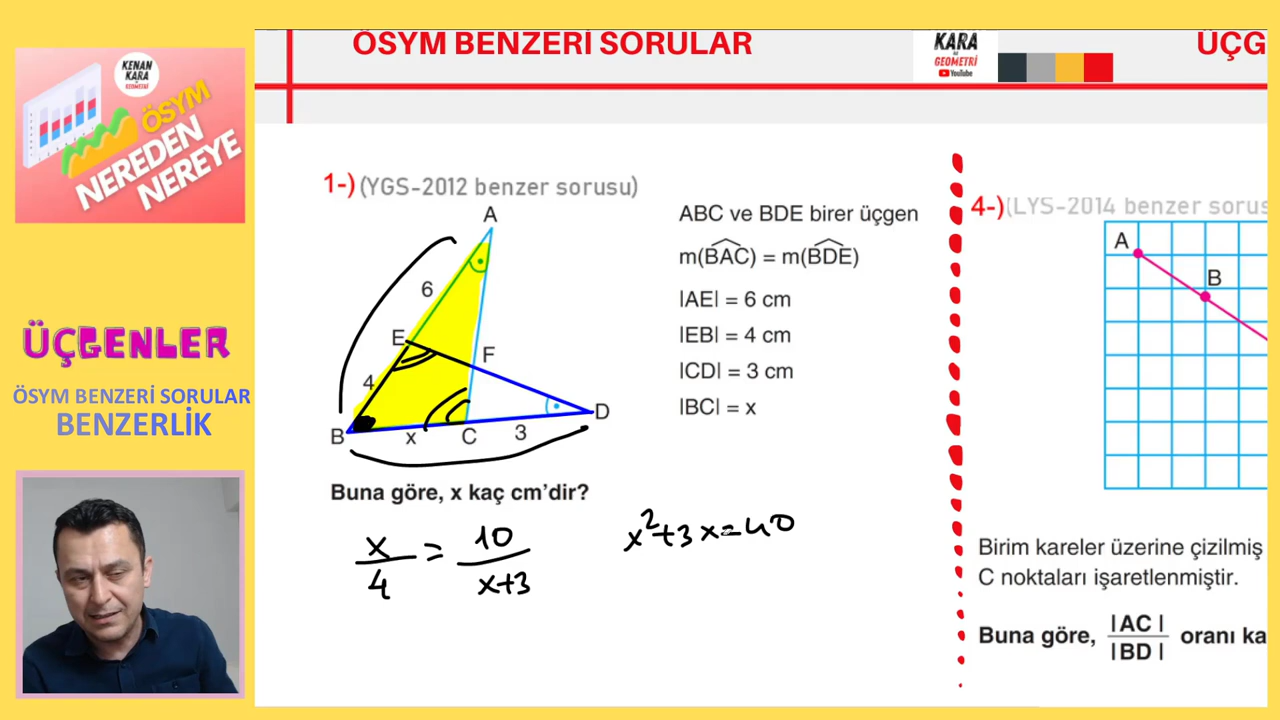 ÖSYM BENZERİ SORULAR
KARA
ile
GEOMETRİ
YouTube
ÜÇG
KENAN
KARA
ile
GEOMETRİ
ÖSYM
NEREDEN
NEREYE
ÜÇGENLER
ÖSYM BENZERİ SORULAR
BENZERLİK
1-) (YGS-2012 benzer sorusu)
A
6
E
F
4
D
B
x
C
3
ABC ve BDE birer üçgen
m(BAC) = m(BDE)
|AE| = 6 cm
|EB| = 4 cm
|CD| = 3 cm
|BC| = x
Buna göre, x kaç cm'dir?
x/4 = 10/x+3
x²+3x=40
4-) (LYS-2014 benzer sorus
A
B
Birim kareler üzerine çizilmiş
C noktaları işaretlenmiştir.
Buna göre, |AC|/|BD| oranı ka